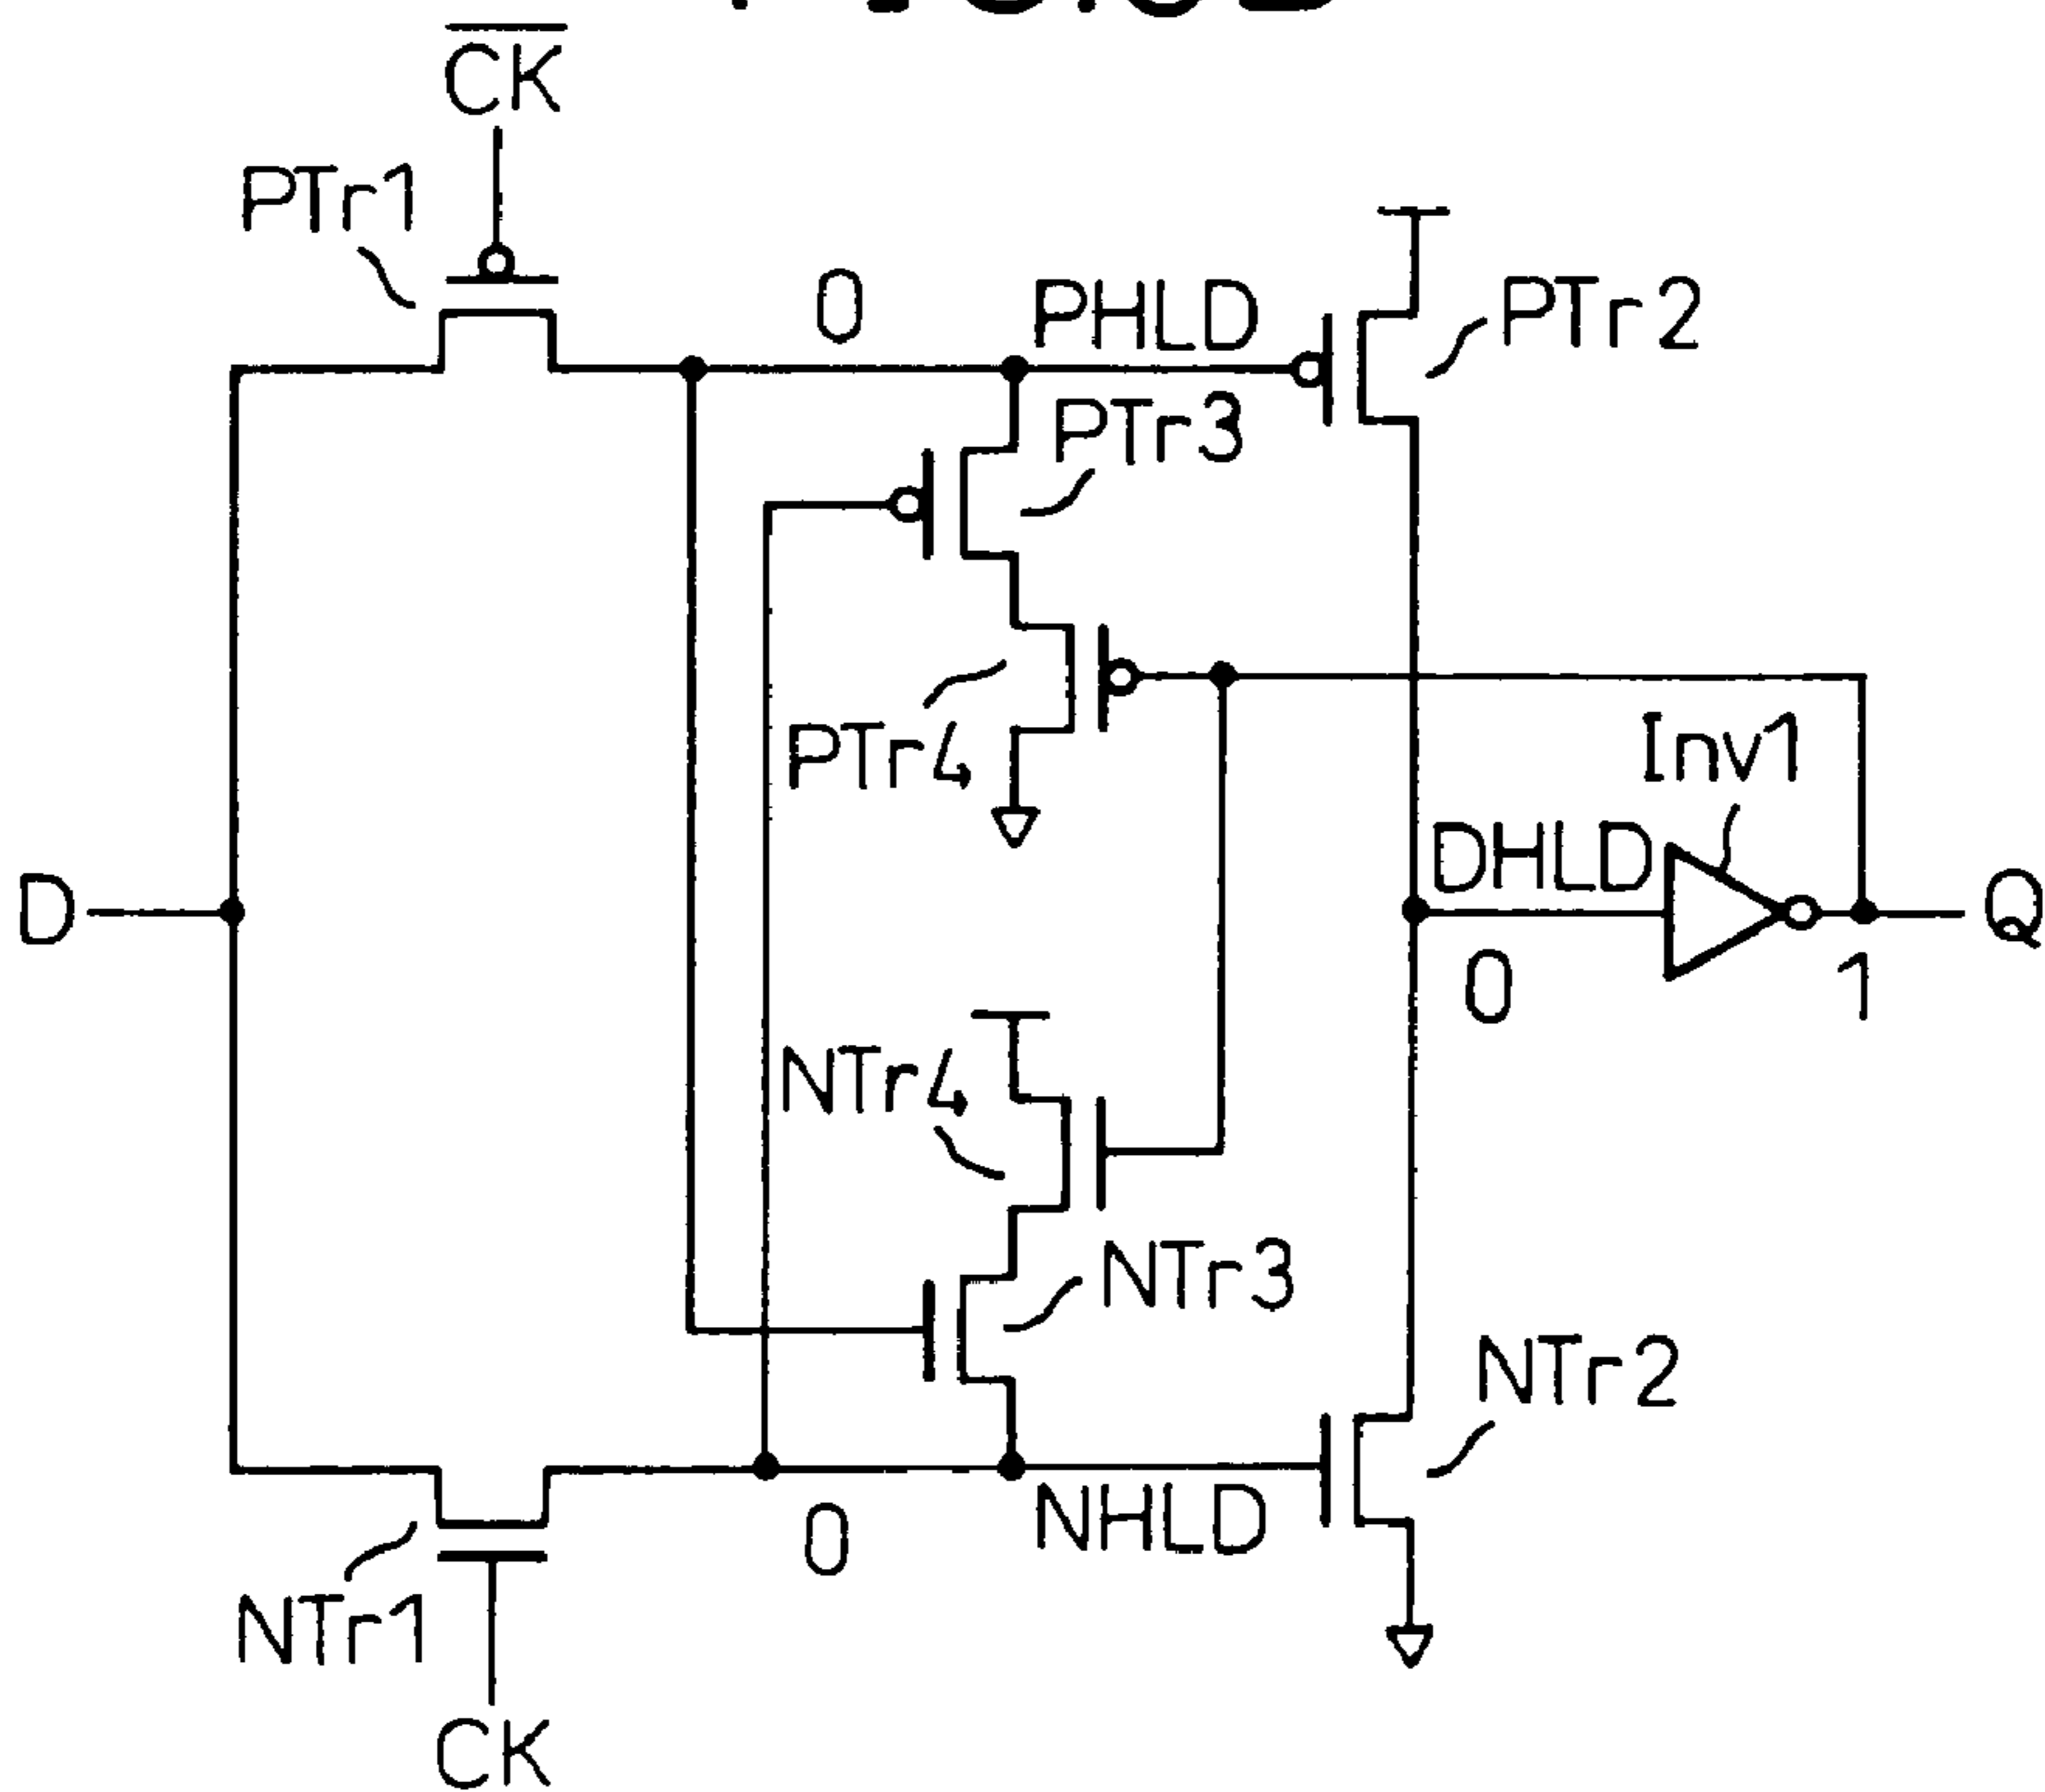 CK
PTr1
0
PHLD
PTr2
PTr3
PTr4
Inv1
DHLD
D
Q
0
1
NTr4
NTr3
NTr2
0
NHLD
NTr1
CK